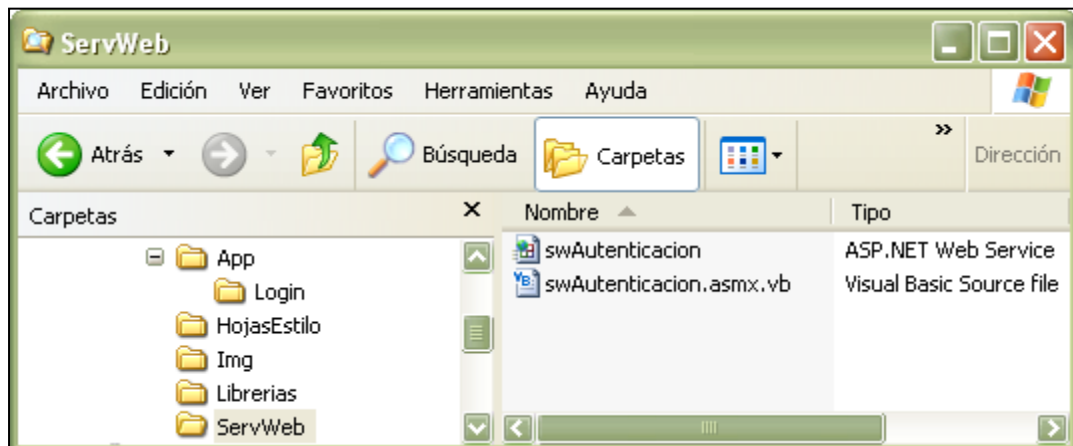 ServWeb
Archivo Edición Ver Favoritos Herramientas Ayuda
Atrás Búsqueda Carpetas » Dirección
Carpetas × Nombre Tipo
App swAutenticacion ASP.NET Web Service
Login swAutenticacion.asmx.vb Visual Basic Source file
HojasEstilo
Img
Librerias
ServWeb